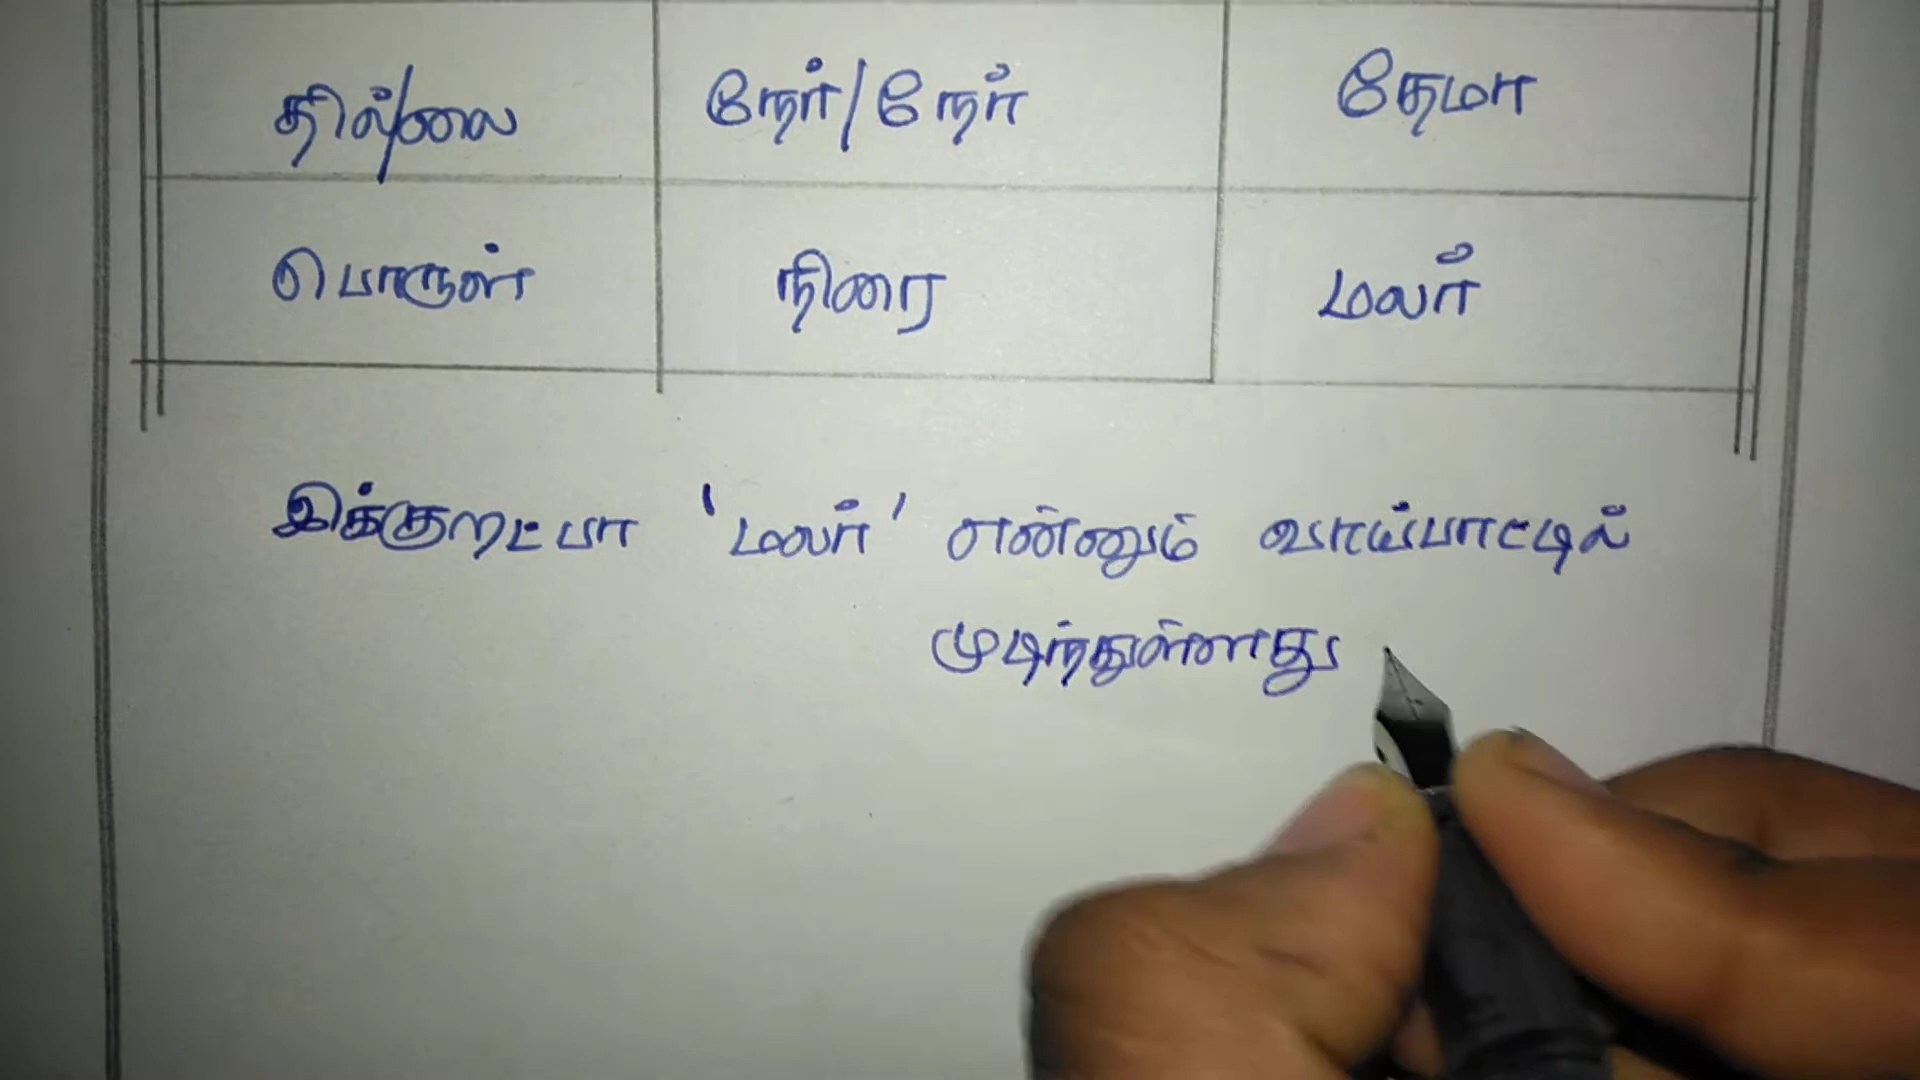 தில்/லை நேர்/நேர் தேமா
பொருள் நிரை மலர்
இக்குறட்பா 'மலர்' என்னும் வாய்பாட்டில்
முடிந்துள்ளது